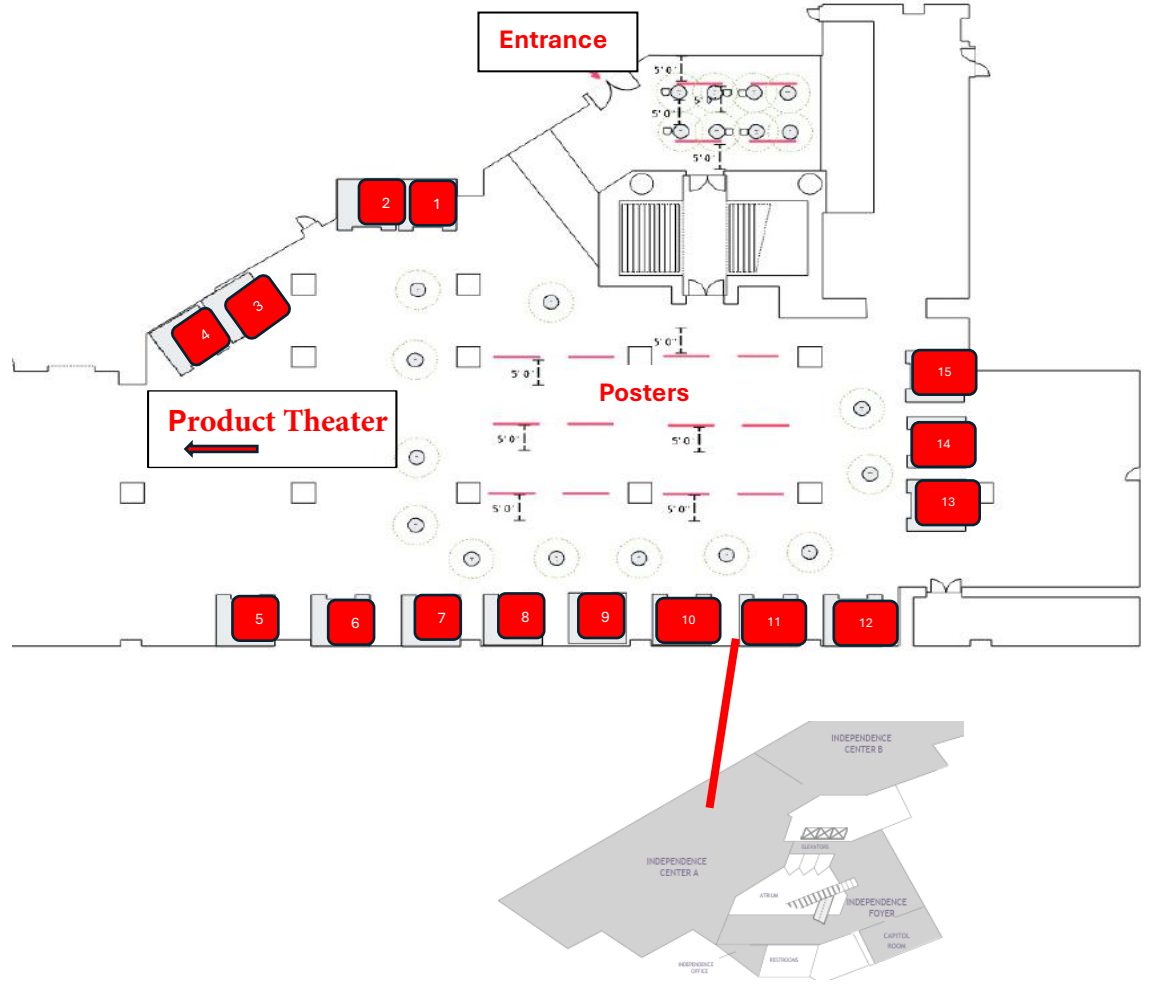 Entrance
5'0"
5'0"
5'0"
5'0"
2
1
3
4
5'0"
15
5'0"
Posters
Product Theater
5'0"
5'0"
14
13
5'0"
5'0"
5
6
7
8
9
10
11
12
INDEPENDENCE
CENTER B
ELEVATORS
INDEPENDENCE
CENTER A
ATRIUM
INDEPENDENCE
FOYER
CAPITOL
ROOM
INDEPENDENCE
OFFICE
RESTROOMS